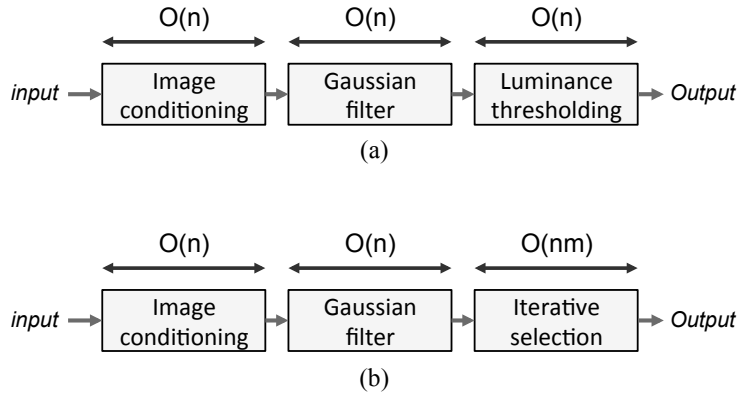 O(n) O(n) O(n)
input Image conditioning Gaussian filter Luminance thresholding Output
(a)
O(n) O(n) O(nm)
input Image conditioning Gaussian filter Iterative selection Output
(b)